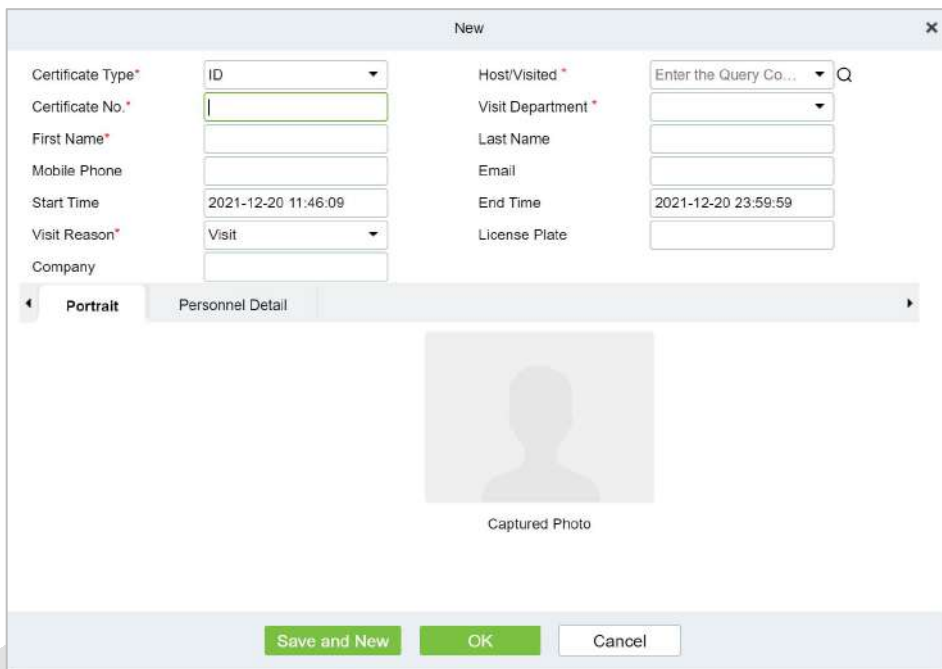 New
Certificate Type* ID Host/Visited * Enter the Query Co...
Certificate No.* Visit Department *
First Name* Last Name
Mobile Phone Email
Start Time 2021-12-20 11:46:09 End Time 2021-12-20 23:59:59
Visit Reason* Visit License Plate
Company
Portrait Personnel Detail
Captured Photo
Save and New OK Cancel